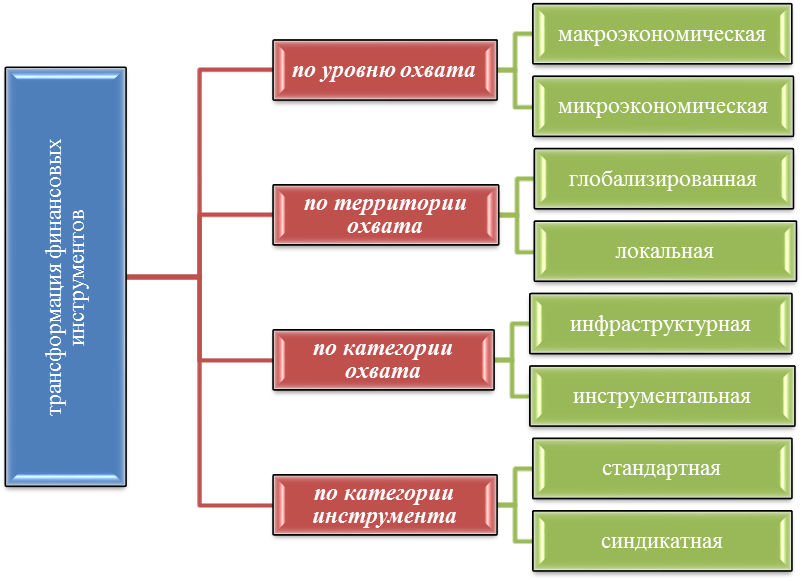 трансформация финансовых
инструментов
по уровню охвата
макроэкономическая
микроэкономическая
по территории
охвата
глобализированная
локальная
по категории
охвата
инфраструктурная
инструментальная
по категории
инструмента
стандартная
синдикатная